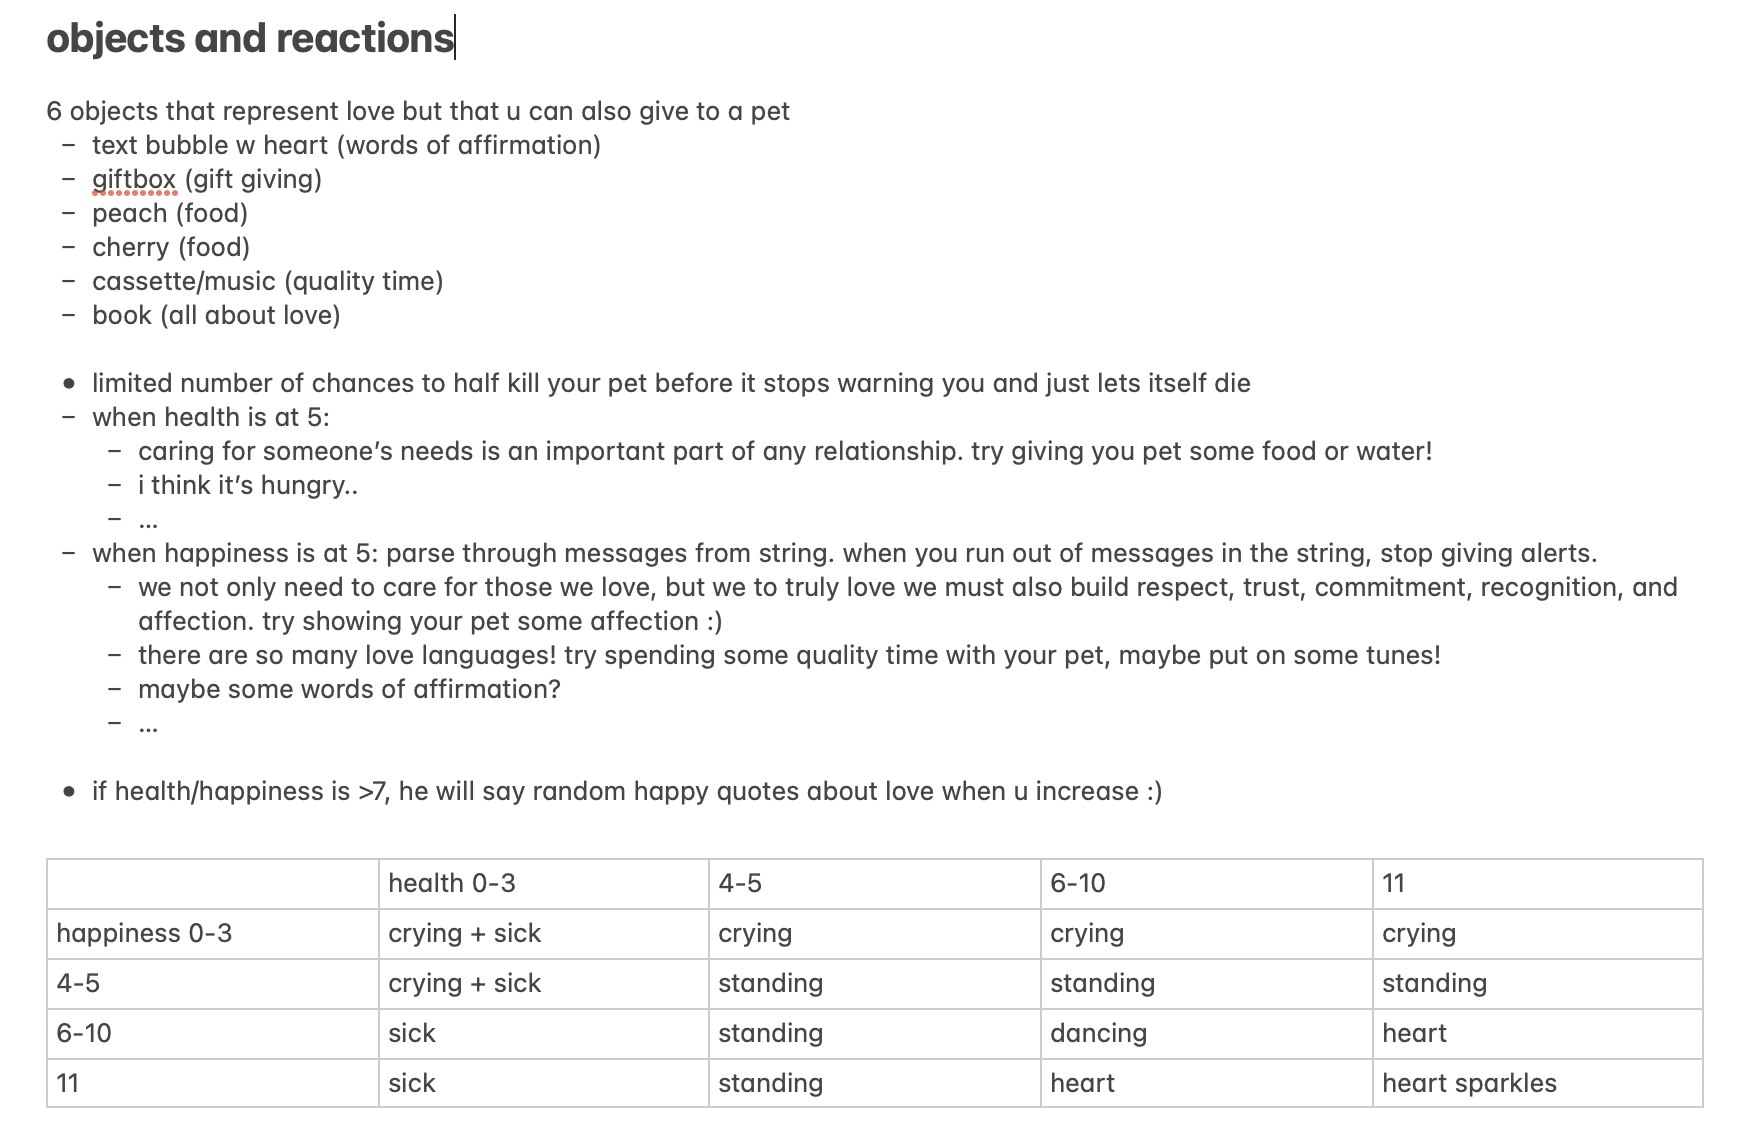 objects and reactions
6 objects that represent love but that u can also give to a pet
– text bubble w heart (words of affirmation)
– giftbox (gift giving)
– peach (food)
– cherry (food)
– cassette/music (quality time)
– book (all about love)
• limited number of chances to half kill your pet before it stops warning you and just lets itself die
– when health is at 5:
– caring for someone’s needs is an important part of any relationship. try giving you pet some food or water!
– i think it’s hungry..
– ...
– when happiness is at 5: parse through messages from string. when you run out of messages in the string, stop giving alerts.
– we not only need to care for those we love, but we to truly love we must also build respect, trust, commitment, recognition, and
affection. try showing your pet some affection :)
– there are so many love languages! try spending some quality time with your pet, maybe put on some tunes!
– maybe some words of affirmation?
– ...
• if health/happiness is >7, he will say random happy quotes about love when u increase :)
health 0-3 4-5 6-10 11
happiness 0-3 crying + sick crying crying crying
4-5 crying + sick standing standing standing
6-10 sick standing dancing heart
11 sick standing heart heart sparkles